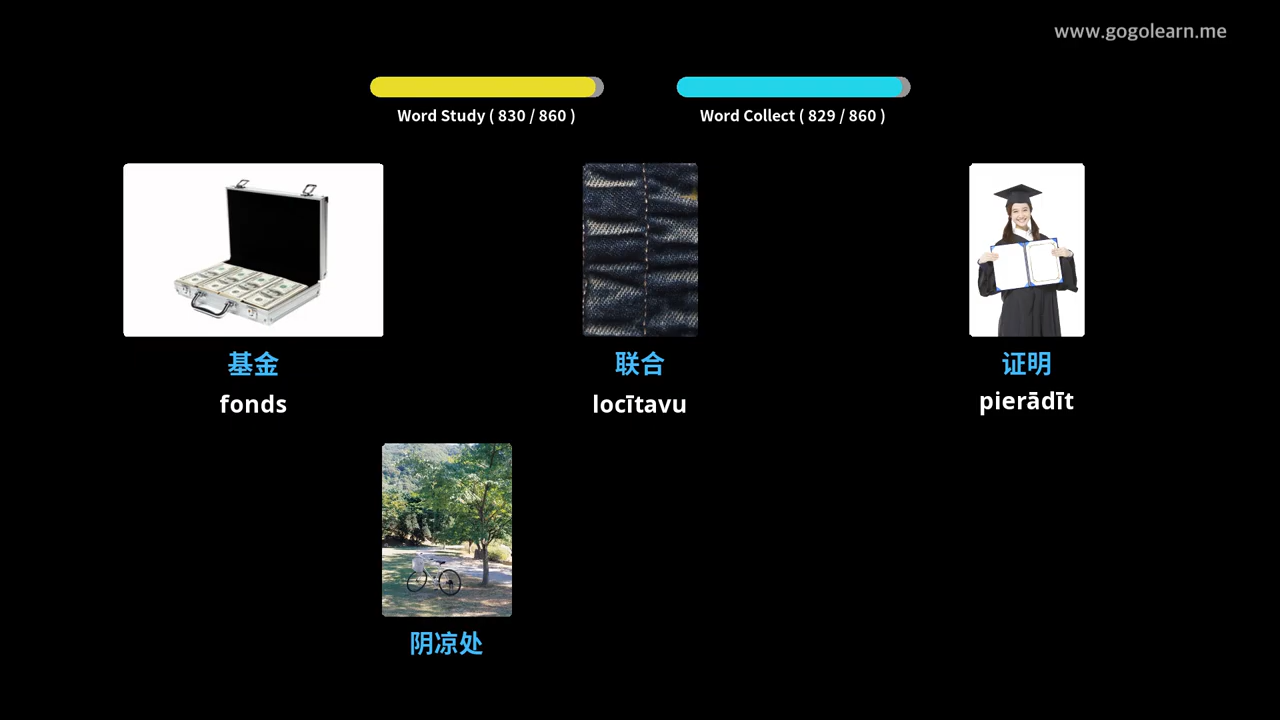 www.gogolearn.me
Word Study ( 830 / 860 )
Word Collect ( 829 / 860 )
基金
联合
证明
fonds
locītavu
pierādīt
阴凉处